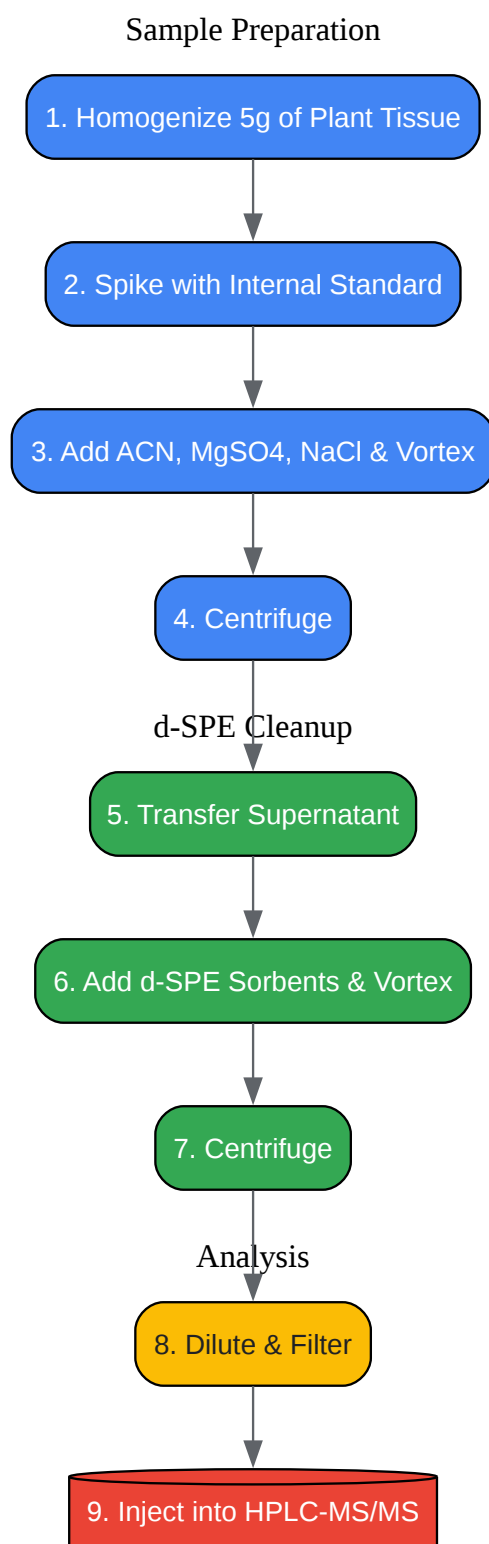 Sample Preparation
1. Homogenize 5g of Plant Tissue
2. Spike with Internal Standard
3. Add ACN, MgSO4, NaCl & Vortex
4. Centrifuge
d-SPE Cleanup
5. Transfer Supernatant
6. Add d-SPE Sorbents & Vortex
7. Centrifuge
Analysis
8. Dilute & Filter
9. Inject into HPLC-MS/MS